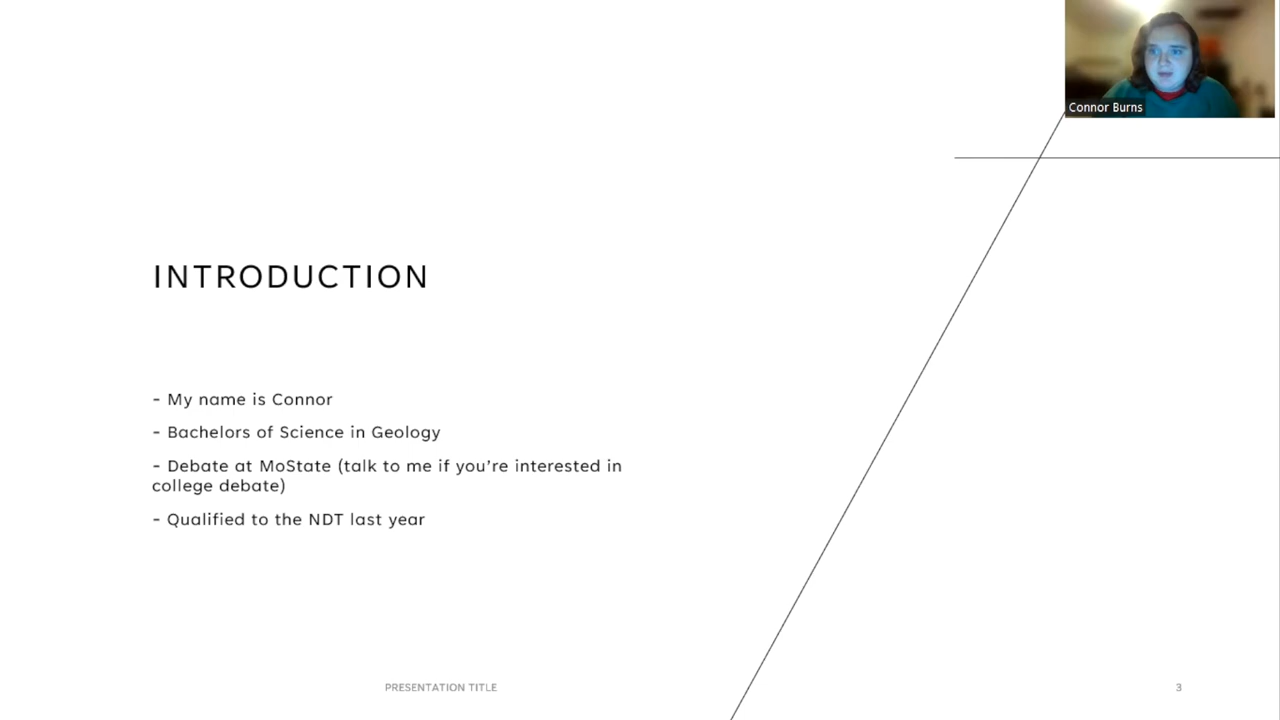 Connor Burns
INTRODUCTION
- My name is Connor
- Bachelors of Science in Geology
- Debate at MoState (talk to me if you’re interested in
college debate)
- Qualified to the NDT last year
PRESENTATION TITLE
3